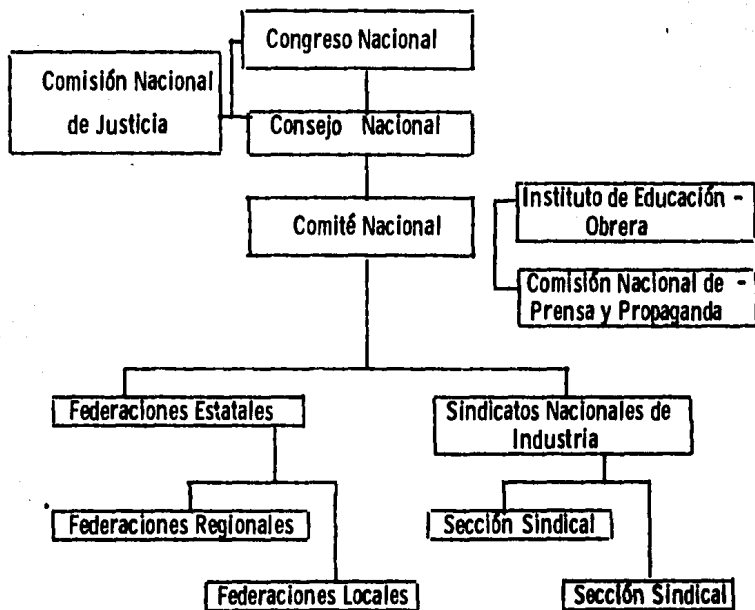 Congreso Nacional
Comisión Nacional
de Justicia
Consejo Nacional
Comité Nacional
Instituto de Educación -
Obrera
Comisión Nacional de -
Prensa y Propaganda
Federaciones Estatales
Sindicatos Nacionales de
Industria
Federaciones Regionales
Sección Sindical
Federaciones Locales
Sección Sindical